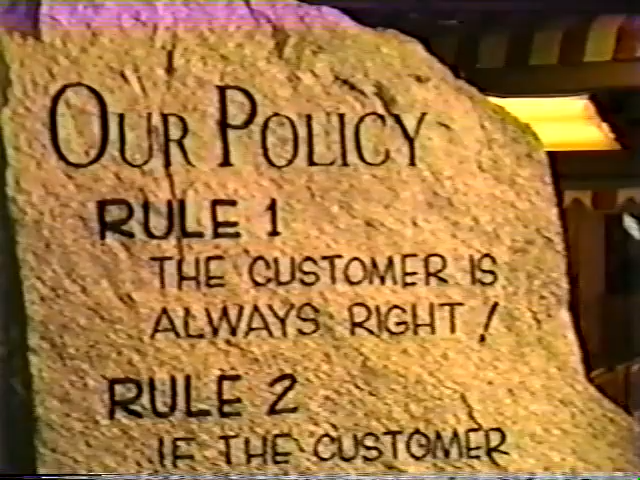 OUR POLICY
RULE 1
THE CUSTOMER IS
ALWAYS RIGHT!
RULE 2
IF THE CUSTOMER